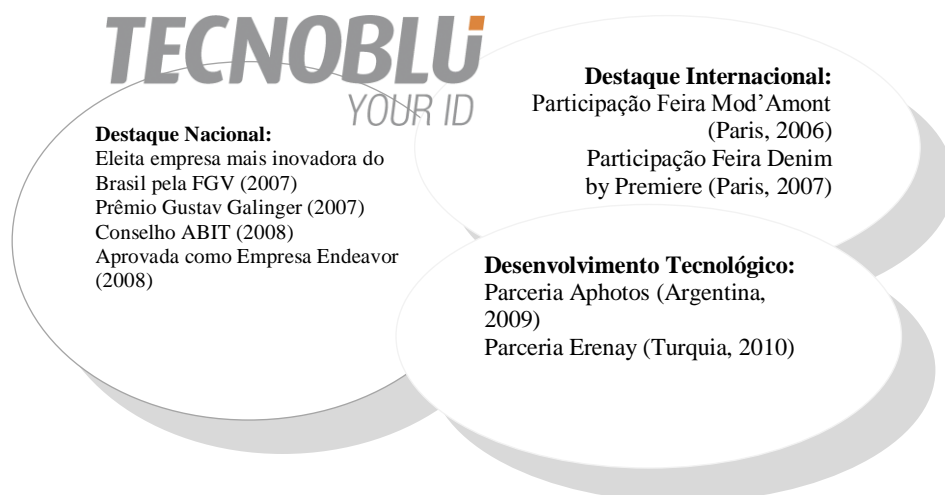 TECNOBLU
YOUR ID
Destaque Nacional:
Eleita empresa mais inovadora do
Brasil pela FGV (2007)
Prêmio Gustav Galinger (2007)
Conselho ABIT (2008)
Aprovada como Empresa Endeavor
(2008)
Destaque Internacional:
Participação Feira Mod’Amont
(Paris, 2006)
Participação Feira Denim
by Premiere (Paris, 2007)
Desenvolvimento Tecnológico:
Parceria Aphotos (Argentina,
2009)
Parceria Erenay (Turquia, 2010)